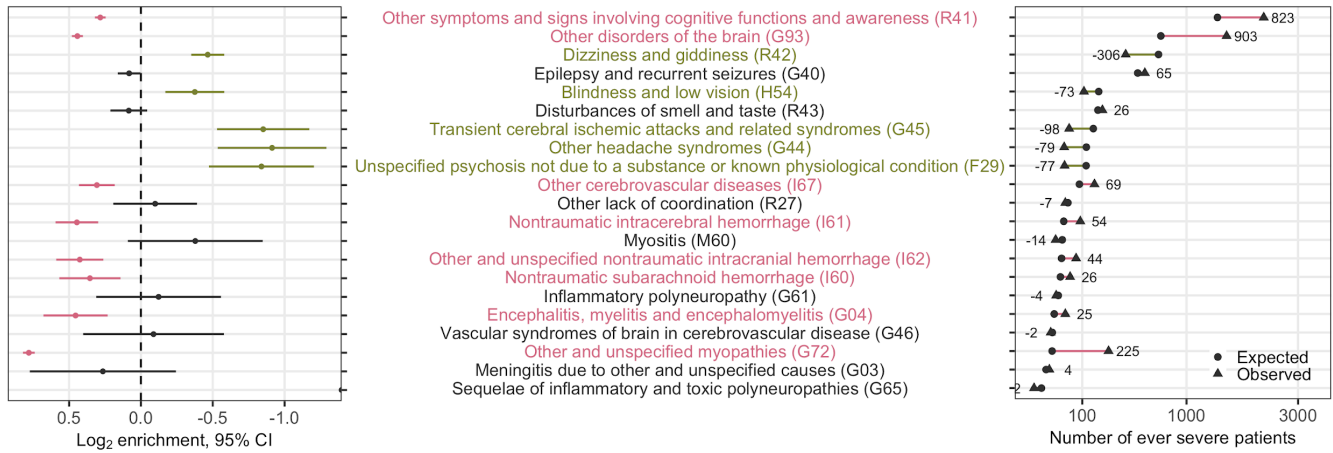 Other symptoms and signs involving cognitive functions and awareness (R41)
823
Other disorders of the brain (G93)
903
Dizziness and giddiness (R42)
-306
Epilepsy and recurrent seizures (G40)
65
Blindness and low vision (H54)
-73
Disturbances of smell and taste (R43)
26
Transient cerebral ischemic attacks and related syndromes (G45)
-98
Other headache syndromes (G44)
-79
Unspecified psychosis not due to a substance or known physiological condition (F29)
-77
Other cerebrovascular diseases (I67)
69
Other lack of coordination (R27)
-7
Nontraumatic intracerebral hemorrhage (I61)
54
Myositis (M60)
-14
Other and unspecified nontraumatic intracranial hemorrhage (I62)
44
Nontraumatic subarachnoid hemorrhage (I60)
26
Inflammatory polyneuropathy (G61)
-4
Encephalitis, myelitis and encephalomyelitis (G04)
25
Vascular syndromes of brain in cerebrovascular disease (G46)
-2
Other and unspecified myopathies (G72)
225
Meningitis due to other and unspecified causes (G03)
4
Sequelae of inflammatory and toxic polyneuropathies (G65)
2
Expected
Observed
0.5 0.0 -0.5 -1.0
Log2 enrichment, 95% CI
100 1000 3000
Number of ever severe patients